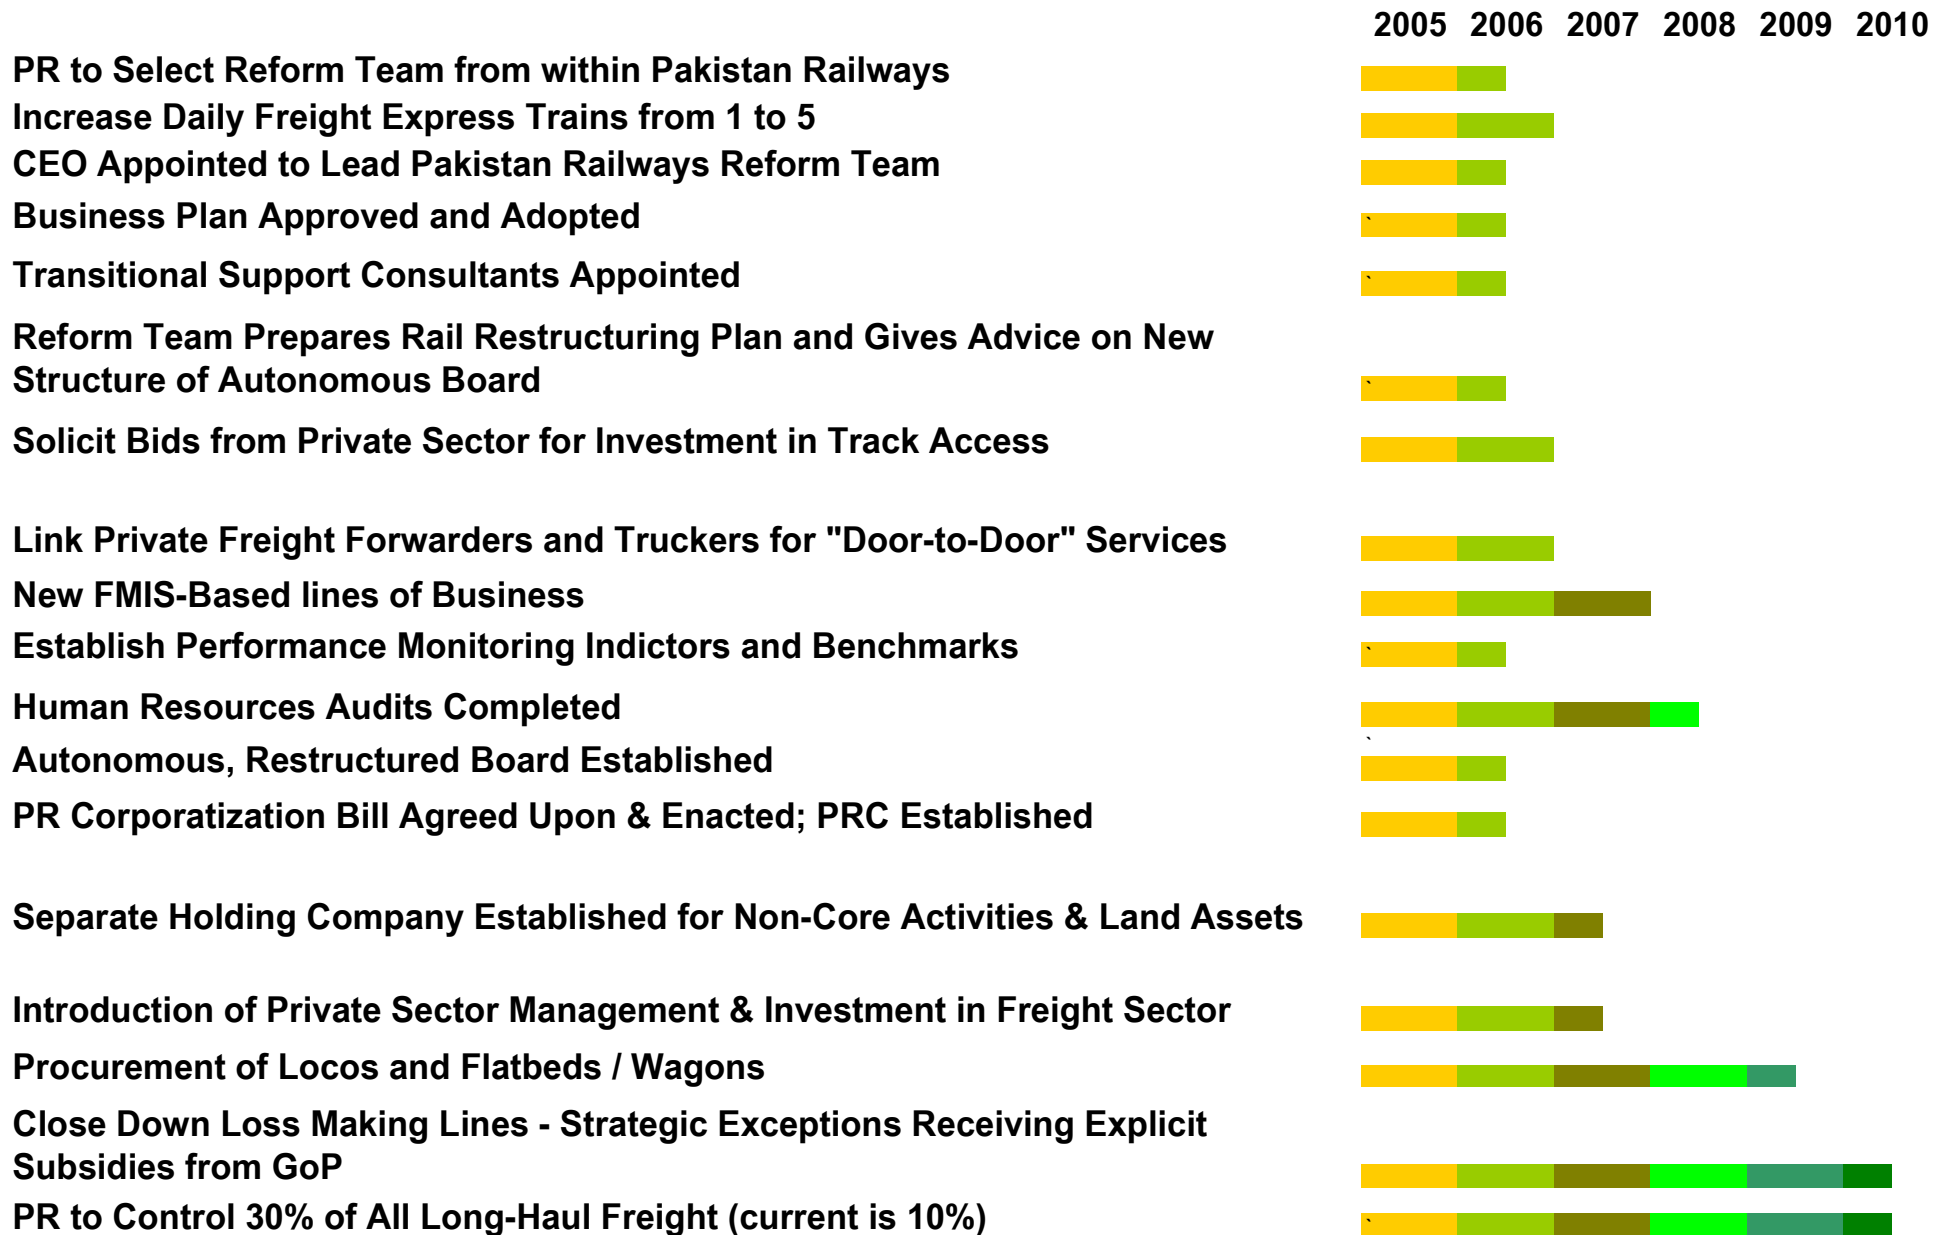 2005 2006 2007 2008 2009 2010
PR to Select Reform Team from within Pakistan Railways
Increase Daily Freight Express Trains from 1 to 5
CEO Appointed to Lead Pakistan Railways Reform Team
Business Plan Approved and Adopted `
Transitional Support Consultants Appointed `
Reform Team Prepares Rail Restructuring Plan and Gives Advice on New
Structure of Autonomous Board `
Solicit Bids from Private Sector for Investment in Track Access
Link Private Freight Forwarders and Truckers for "Door-to-Door" Services
New FMIS-Based lines of Business
Establish Performance Monitoring Indictors and Benchmarks `
Human Resources Audits Completed
`
Autonomous, Restructured Board Established
PR Corporatization Bill Agreed Upon & Enacted; PRC Established
Separate Holding Company Established for Non-Core Activities & Land Assets
Introduction of Private Sector Management & Investment in Freight Sector
Procurement of Locos and Flatbeds / Wagons
Close Down Loss Making Lines - Strategic Exceptions Receiving Explicit
Subsidies from GoP
PR to Control 30% of All Long-Haul Freight (current is 10%) `